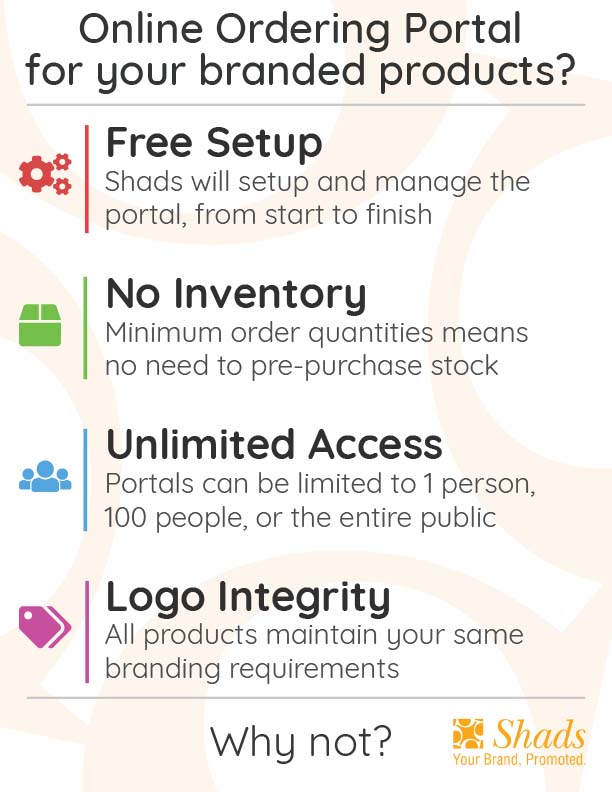 Online Ordering Portal
for your branded products?
Free Setup
Shads will setup and manage the
portal, from start to finish
No Inventory
Minimum order quantities means
no need to pre-purchase stock
Unlimited Access
Portals can be limited to 1 person,
100 people, or the entire public
Logo Integrity
All products maintain your same
branding requirements
Why not?
Shads
Your Brand, Promoted.